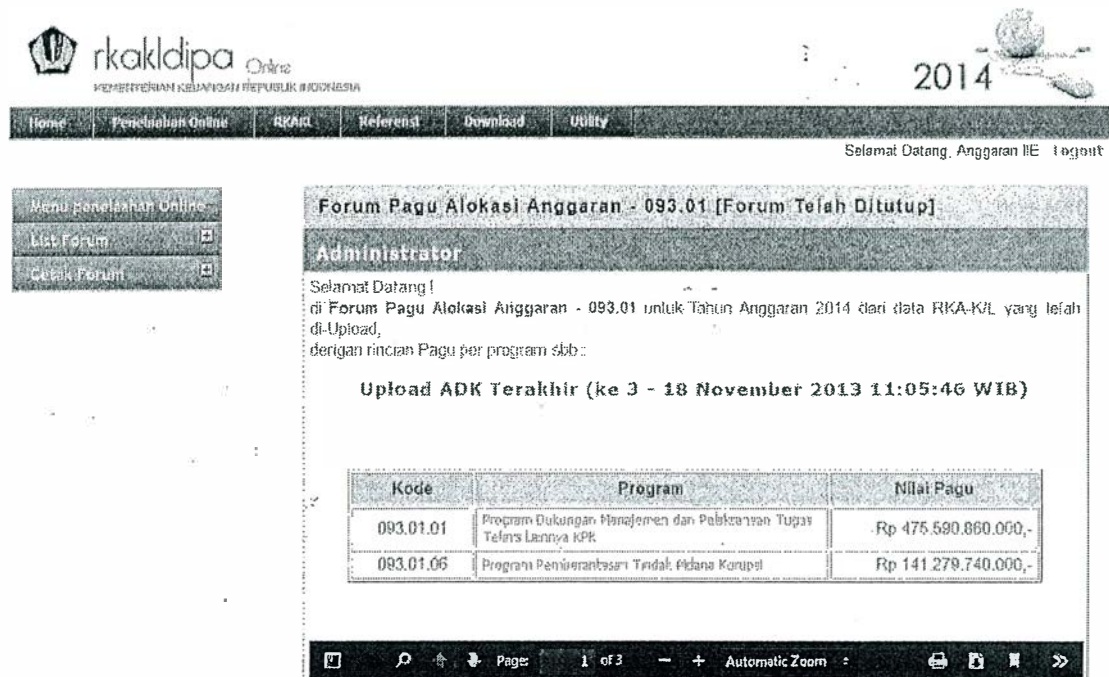 rkakldipa Online
KEMENTERIAN KEUANGAN REPUBLIK INDONESIA
2014
Home Penelaahan Online RKAKL Referensi Download Utility
Selamat Datang, Anggaran IIE Logout
Menu penelaahan Online
List Forum
Cetak Forum
Forum Pagu Alokasi Anggaran - 093.01 [Forum Telah Ditutup]
Administrator
Selamat Datang !
di Forum Pagu Alokasi Anggaran - 093.01 untuk Tahun Anggaran 2014 dari data RKA-K/L yang telah
di-Upload,
dengan rincian Pagu per program sbb :
Upload ADK Terakhir (ke 3 - 18 November 2013 11:05:46 WIB)
Kode Program Nilai Pagu
093.01.01 Program Dukungan Manajemen dan Pelaksanaan Tugas Teknis Lainnya KPK Rp 475.590.860.000,-
093.01.06 Program Pemberantasan Tindak Pidana Korupsi Rp 141.279.740.000,-
Page: 1 of 3 Automatic Zoom